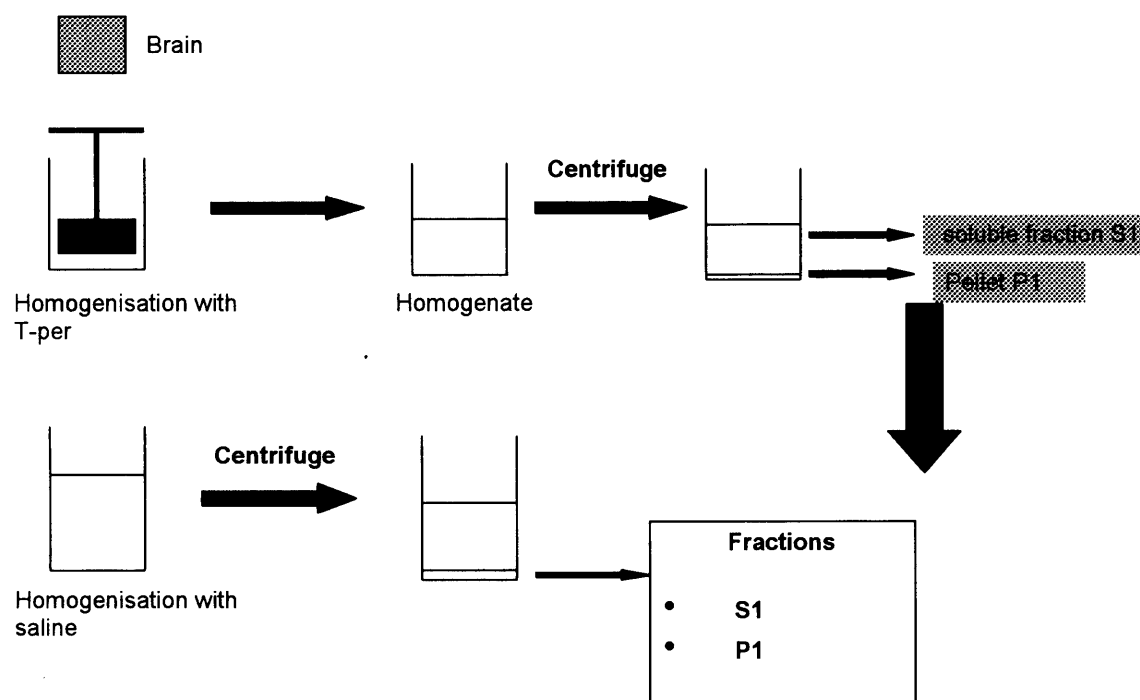 Brain
Centrifuge
soluble fraction S1
Pellet P1
Homogenisation with
T-per
Homogenate
Centrifuge
Homogenisation with
saline
Fractions
• S1
• P1